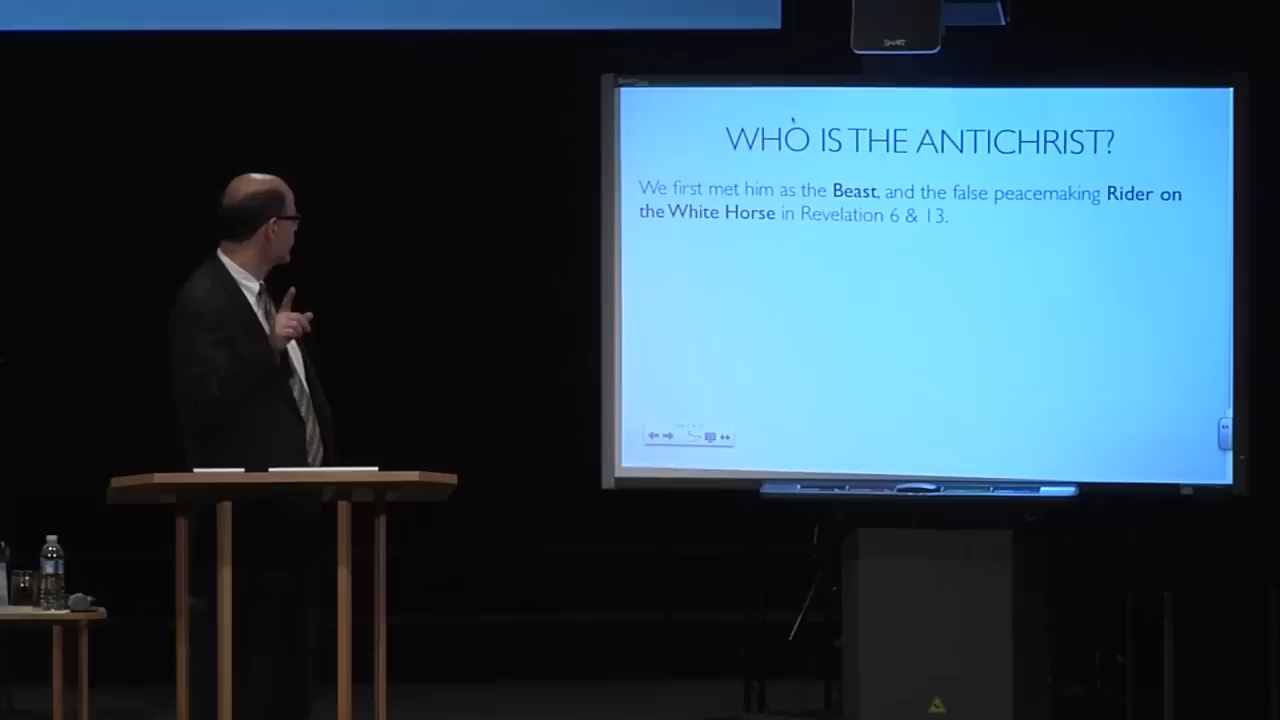 SMART
WHO IS THE ANTICHRIST?
We first met him as the Beast, and the false peacemaking Rider on
the White Horse in Revelation 6 & 13.